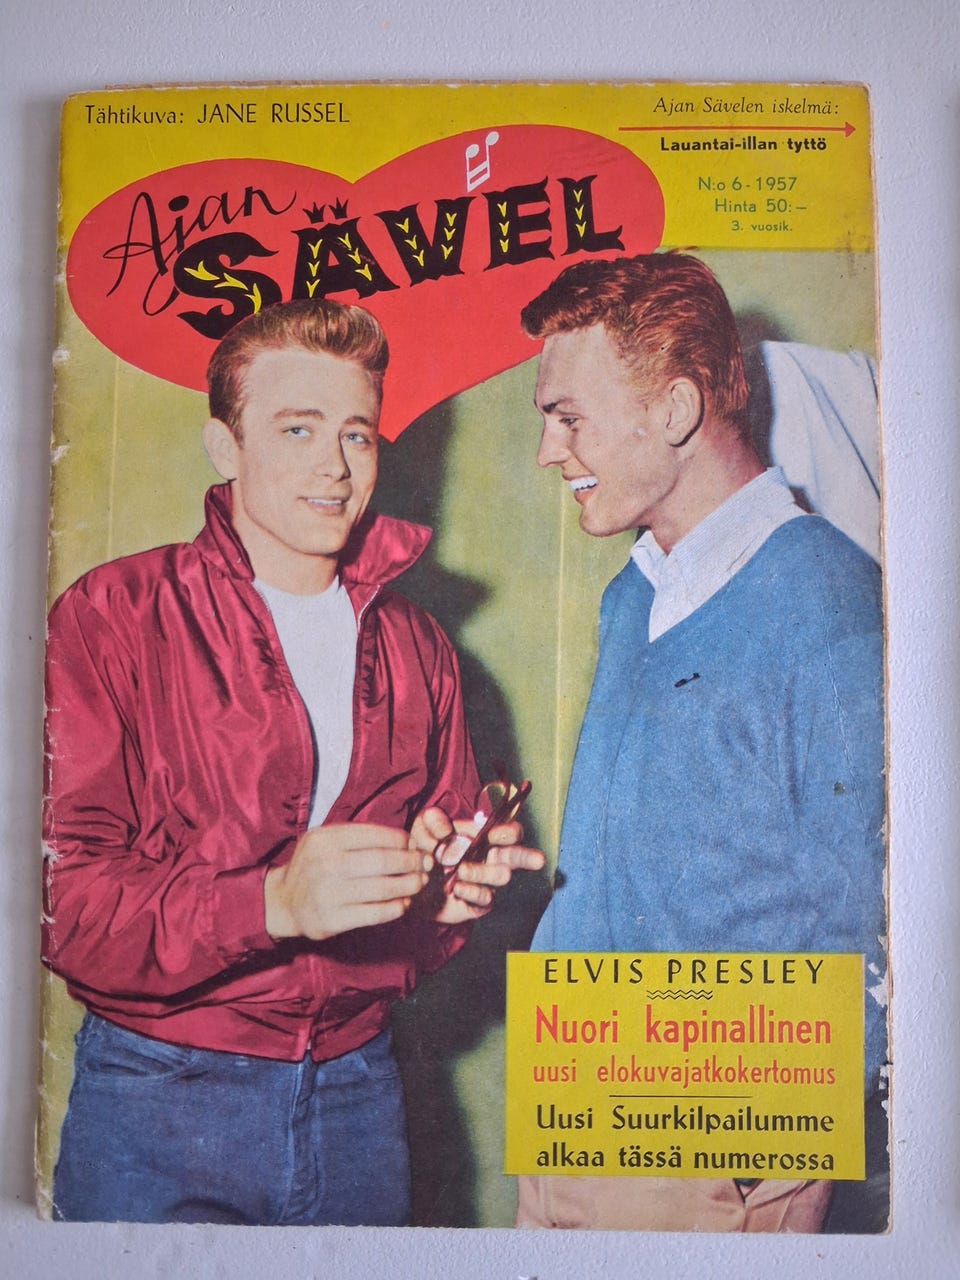 Tähtikuva: JANE RUSSEL
Ajan Sävelen iskelmä:
Lauantai-illan tyttö
N:o 6 - 1957
Hinta 50:—
3. vuosik.
Ajan
SÄVEL
ELVIS PRESLEY
Nuori kapinallinen
uusi elokuvajatkokertomus
Uusi Suurkilpailumme
alkaa tässä numerossa